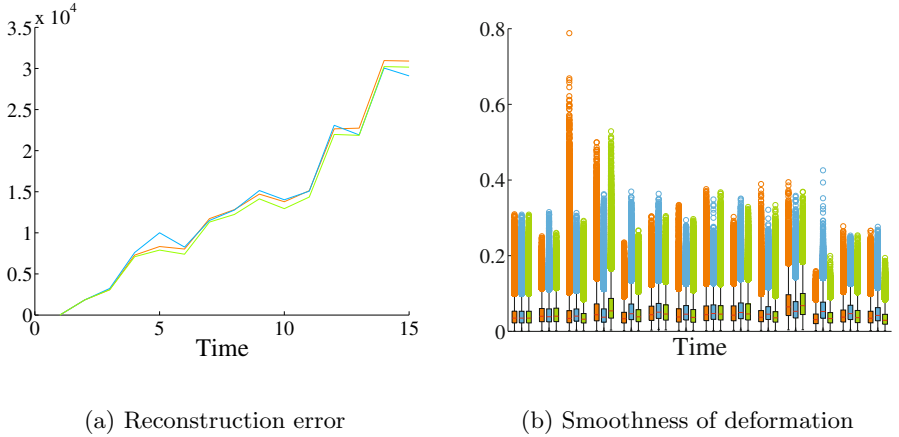 x 10^4
3.5
3
2.5
2
1.5
1
0.5
0
0 5 10 15
Time
(a) Reconstruction error
0.8
0.6
0.4
0.2
0
Time
(b) Smoothness of deformation